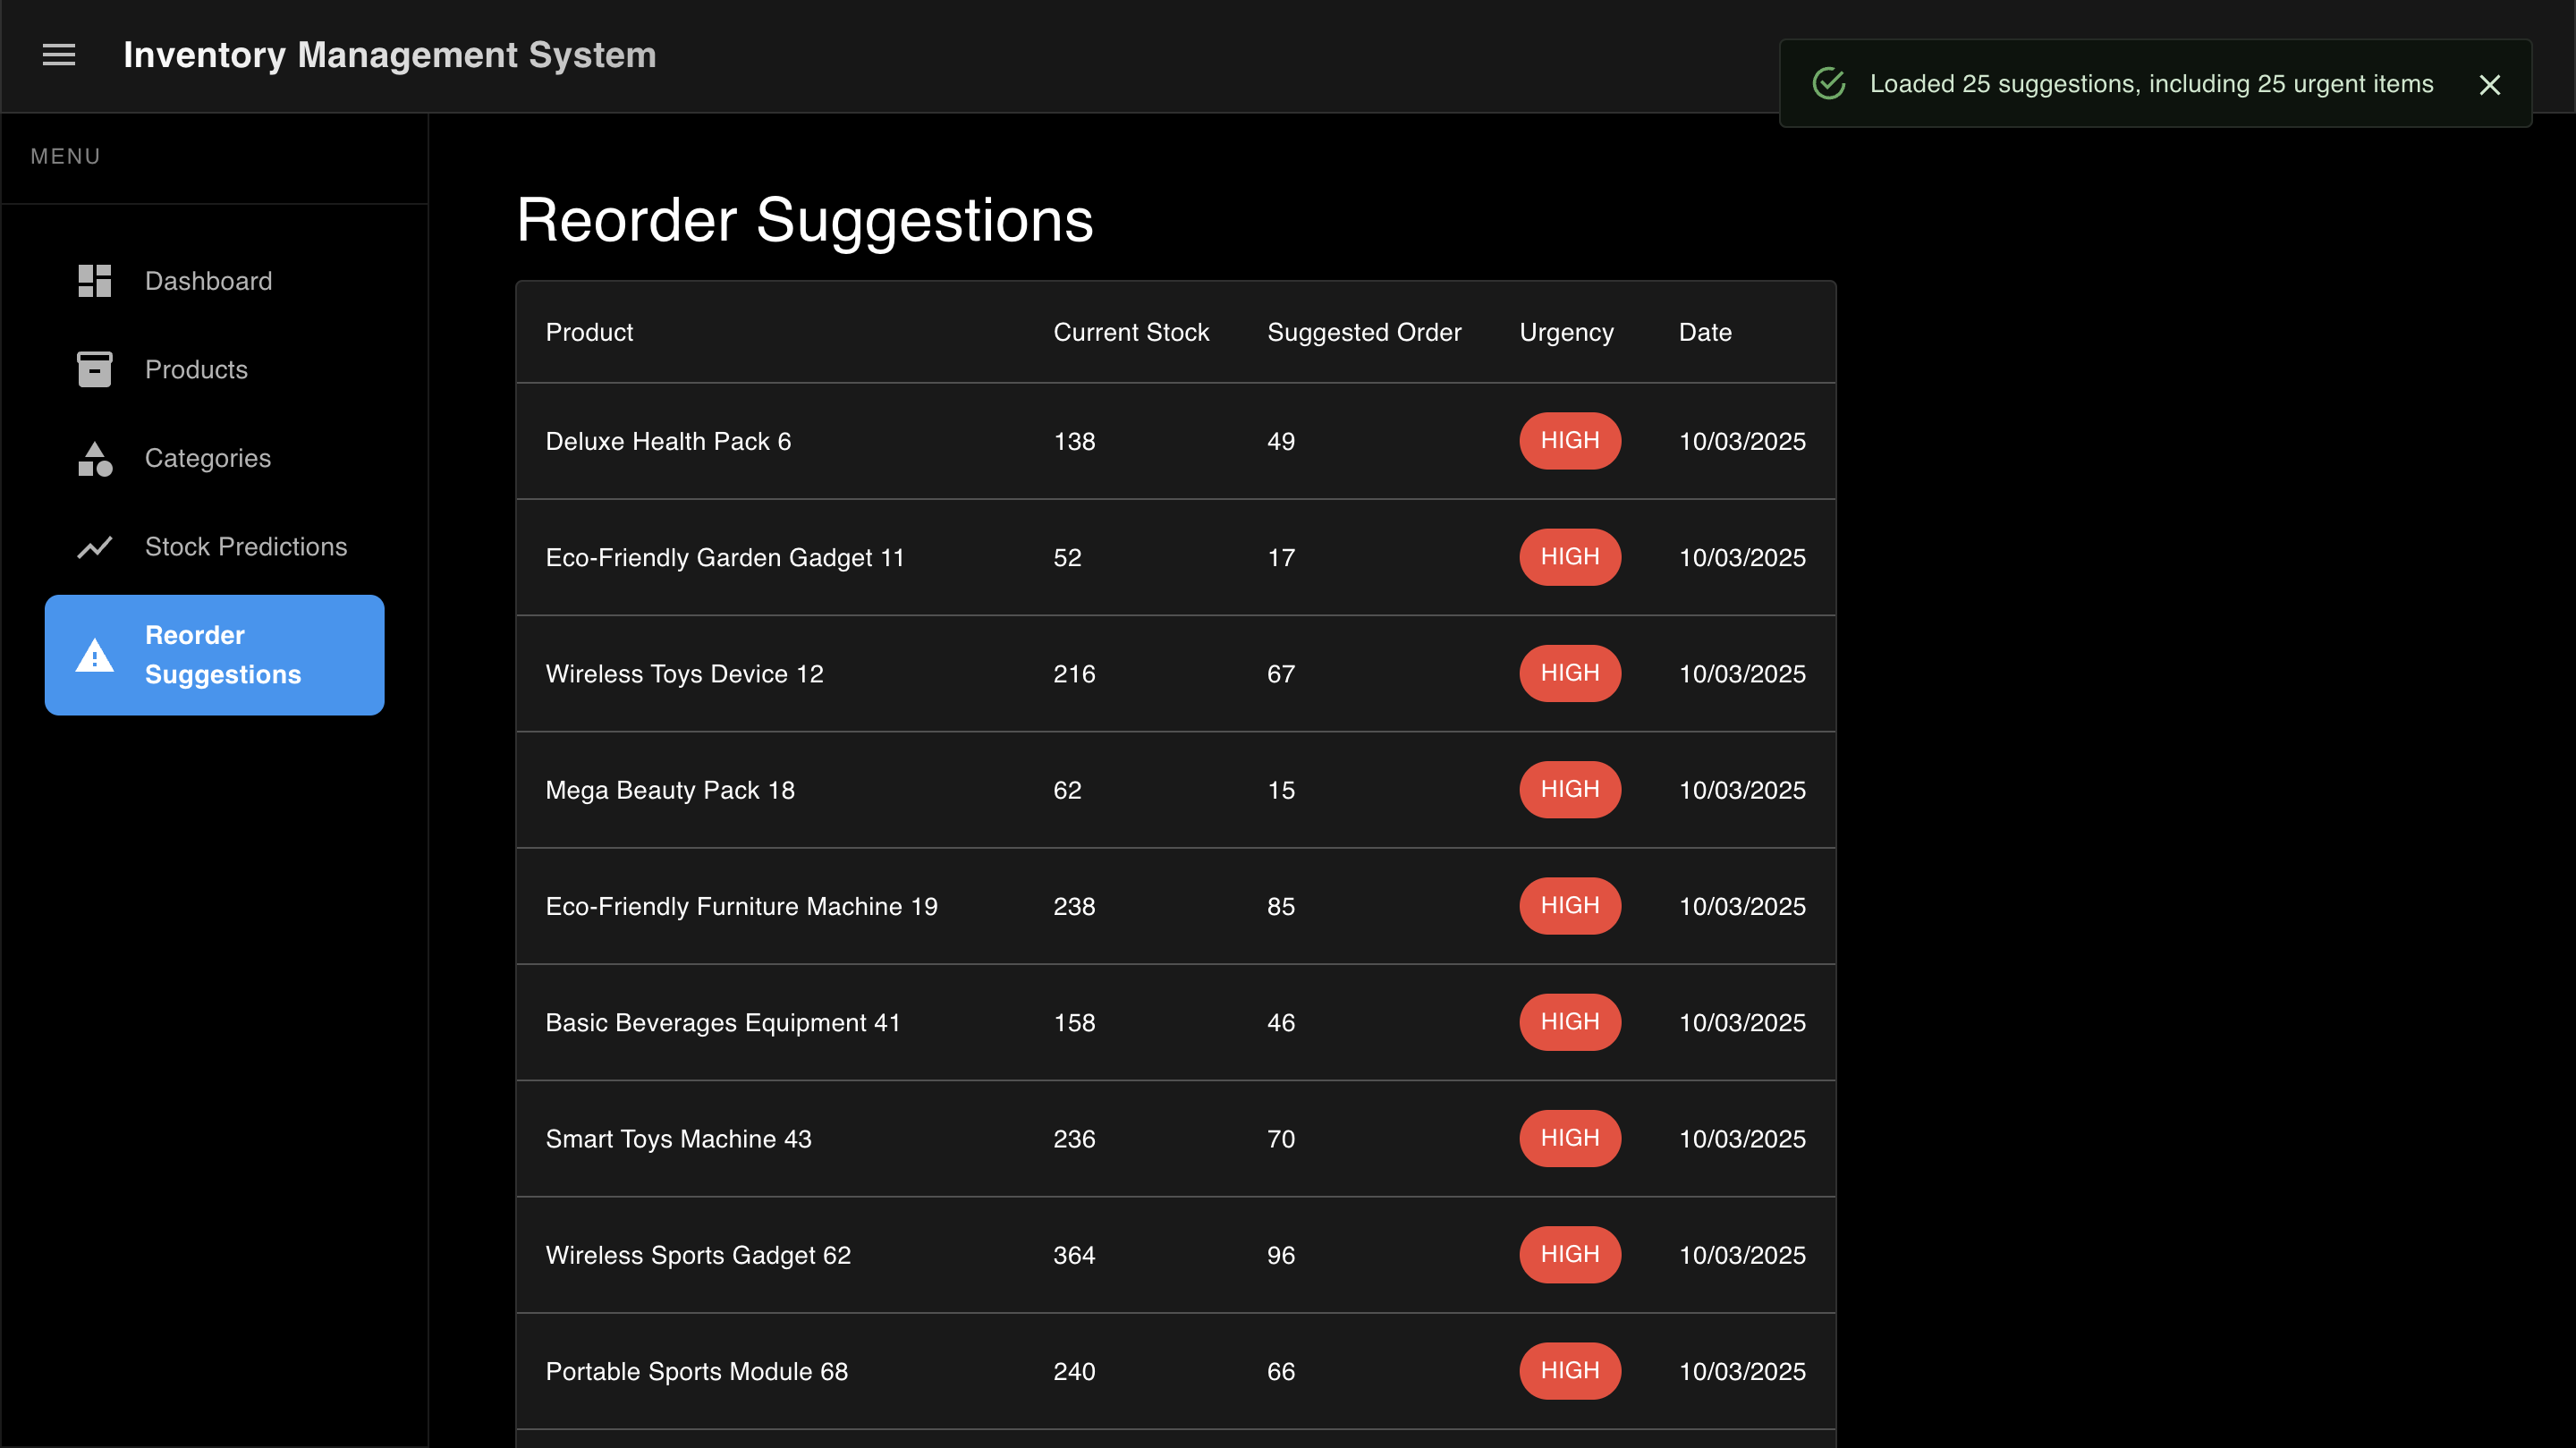 Inventory Management System
Loaded 25 suggestions, including 25 urgent items
MENU
Dashboard
Products
Categories
Stock Predictions
Reorder
Suggestions
Reorder Suggestions
Product Current Stock Suggested Order Urgency Date
Deluxe Health Pack 6 138 49 HIGH 10/03/2025
Eco-Friendly Garden Gadget 11 52 17 HIGH 10/03/2025
Wireless Toys Device 12 216 67 HIGH 10/03/2025
Mega Beauty Pack 18 62 15 HIGH 10/03/2025
Eco-Friendly Furniture Machine 19 238 85 HIGH 10/03/2025
Basic Beverages Equipment 41 158 46 HIGH 10/03/2025
Smart Toys Machine 43 236 70 HIGH 10/03/2025
Wireless Sports Gadget 62 364 96 HIGH 10/03/2025
Portable Sports Module 68 240 66 HIGH 10/03/2025